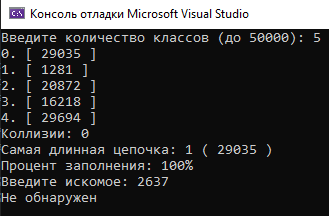 Консоль отладки Microsoft Visual Studio
Введите количество классов (до 50000): 5
0. [ 29035 ]
1. [ 1281 ]
2. [ 20872 ]
3. [ 16218 ]
4. [ 29694 ]
Коллизии: 0
Самая длинная цепочка: 1 ( 29035 )
Процент заполнения: 100%
Введите искомое: 2637
Не обнаружен